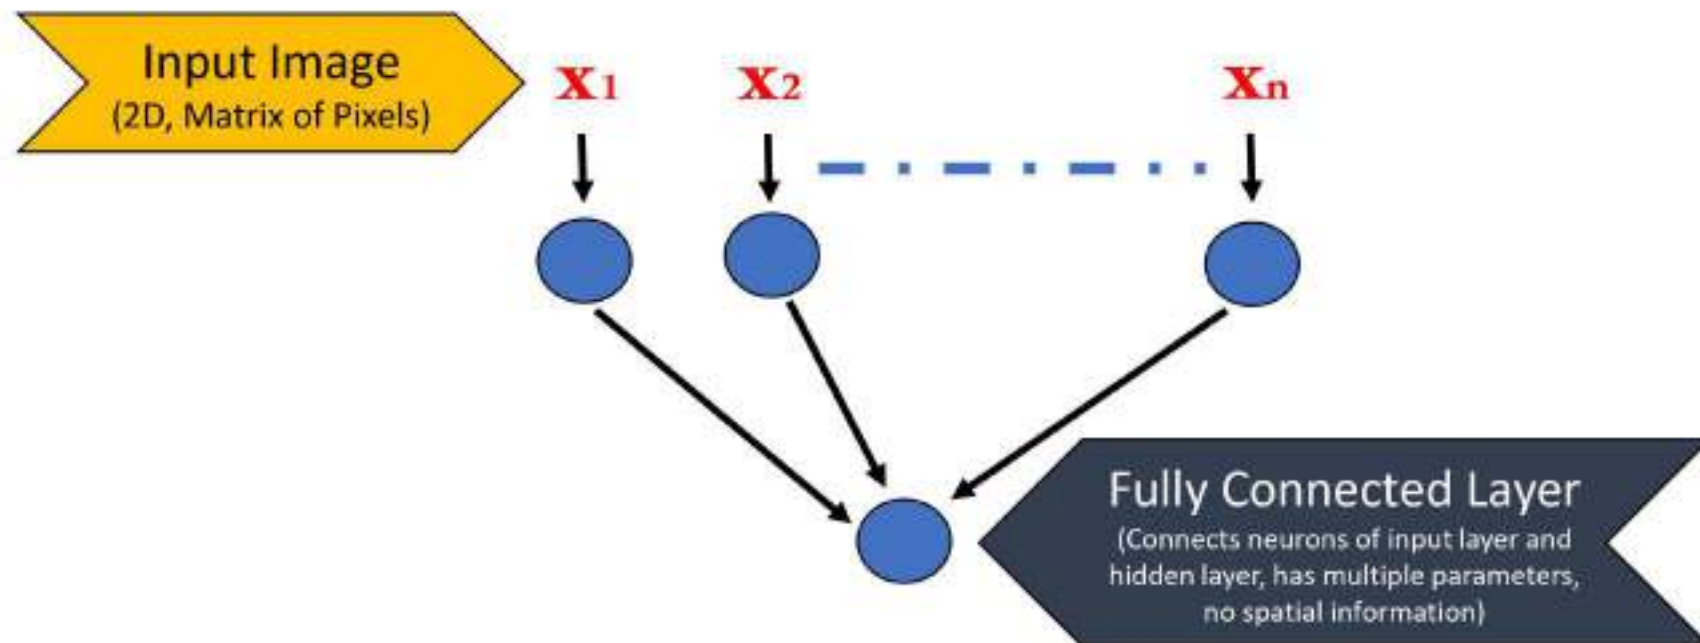 Input Image
(2D, Matrix of Pixels)
x1 x2 xn
Fully Connected Layer
(Connects neurons of input layer and
hidden layer, has multiple parameters,
no spatial information)